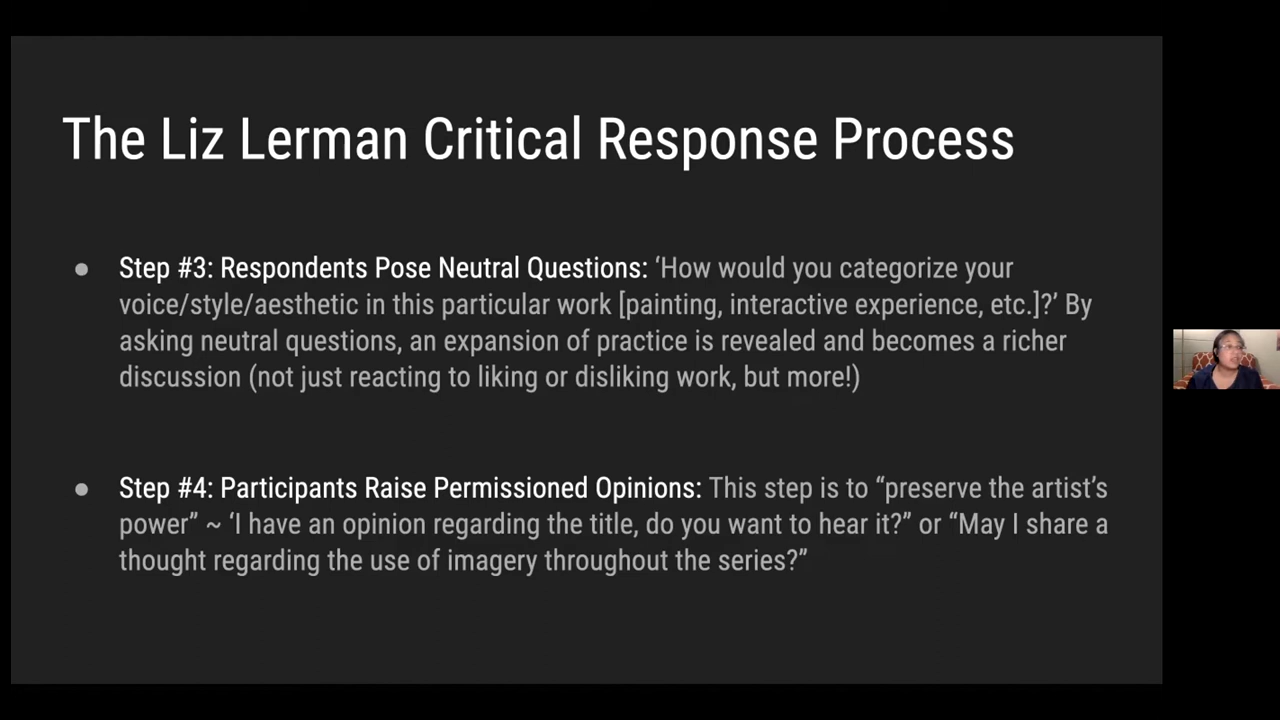 The Liz Lerman Critical Response Process
● Step #3: Respondents Pose Neutral Questions: ‘How would you categorize your
voice/style/aesthetic in this particular work [painting, interactive experience, etc.]?’ By
asking neutral questions, an expansion of practice is revealed and becomes a richer
discussion (not just reacting to liking or disliking work, but more!)
● Step #4: Participants Raise Permissioned Opinions: This step is to “preserve the artist’s
power” ~ ‘I have an opinion regarding the title, do you want to hear it?” or “May I share a
thought regarding the use of imagery throughout the series?”